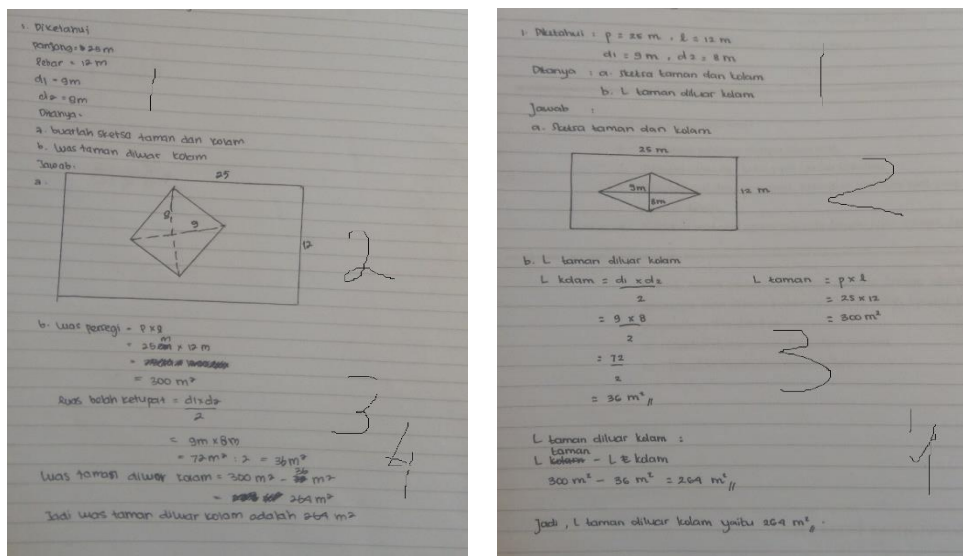 1. Diketahui
panjang = 25 m
lebar = 12 m
d1 = 9m
d2 = 8m
Ditanya -
a. buatlah sketsa taman dan kolam
b. luas taman diluar kolam
Jawab.
a.
25
8
9
12
b. luas persegi = p x l
= 25 m x 12 m
=
= 300 m²
luas belah ketupat = d1xd2
2
= 9m x 8m
= 72m² : 2 = 36m²
luas taman diluar kolam = 300 m² - 36 m²
= 264 m²
Jadi luas taman diluar kolam adalah 264 m²
1
2
3
4
1. Diketahui : p = 25 m , l = 12 m
d1 = 9 m , d2 = 8 m
Ditanya : a. sketsa taman dan kolam
b. L taman diluar kolam
Jawab :
a. sketsa taman dan kolam
25 m
9m
8m
12 m
b. L taman diluar kolam
L kolam = d1 x d2
2
= 9 x 8
2
= 72
2
= 36 m²
L taman = p x l
= 25 x 12
= 300 m²
L taman diluar kolam :
L taman - L kolam
300 m² - 36 m² = 264 m²
Jadi , L taman diluar kolam yaitu 264 m² .
1
2
3
4